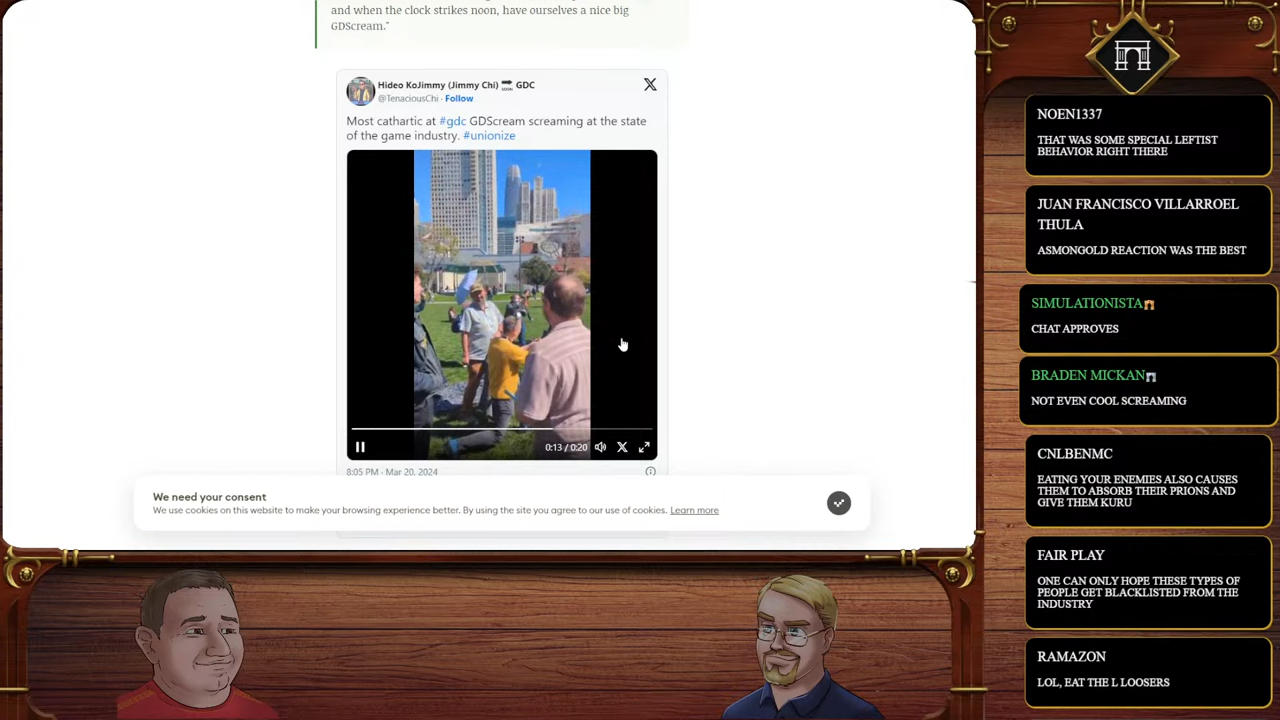 and when the clock strikes noon, have ourselves a nice big
GDScream."
Hideo KoJimmy (Jimmy Chi) SOON GDC
@TenaciousChi · Follow
Most cathartic at #gdc GDScream screaming at the state
of the game industry. #unionize
0:13 / 0:20
8:05 PM · Mar 20, 2024
We need your consent
We use cookies on this website to make your browsing experience better. By using the site you agree to our use of cookies. Learn more
NOEN1337
THAT WAS SOME SPECIAL LEFTIST
BEHAVIOR RIGHT THERE
JUAN FRANCISCO VILLARROEL
THULA
ASMONGOLD REACTION WAS THE BEST
SIMULATIONISTA
CHAT APPROVES
BRADEN MICKAN
NOT EVEN COOL SCREAMING
CNLBENMC
EATING YOUR ENEMIES ALSO CAUSES
THEM TO ABSORB THEIR PRIONS AND
GIVE THEM KURU
FAIR PLAY
ONE CAN ONLY HOPE THESE TYPES OF
PEOPLE GET BLACKLISTED FROM THE
INDUSTRY
RAMAZON
LOL, EAT THE L LOOSERS